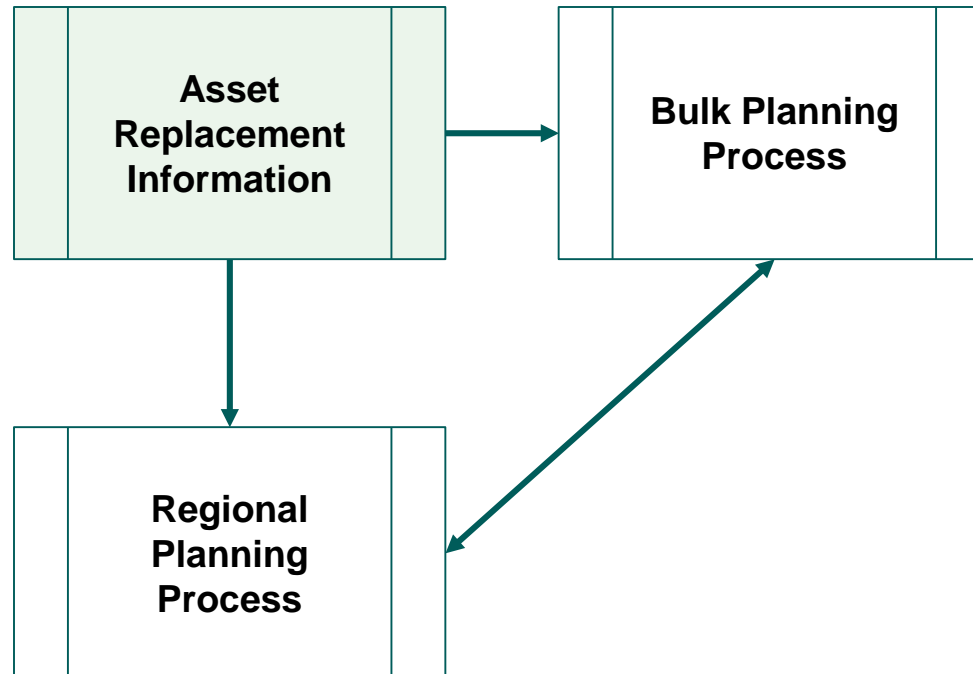 Asset
Replacement
Information
Bulk Planning
Process
Regional
Planning
Process